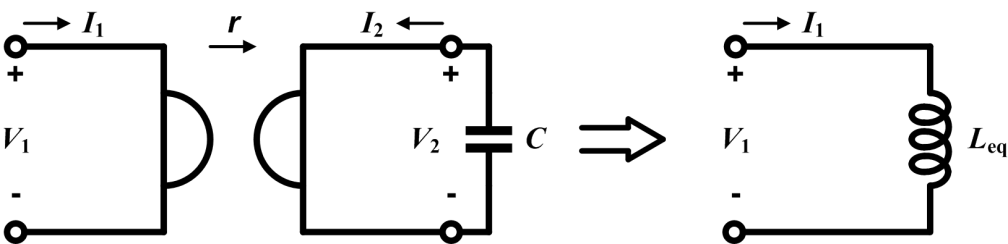 I1 r I2 I1
+ + +
V1 V2 C V1 Leq
- - -